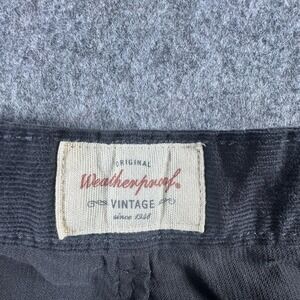 ORIGINAL
Weatherproof®
VINTAGE
since 1948